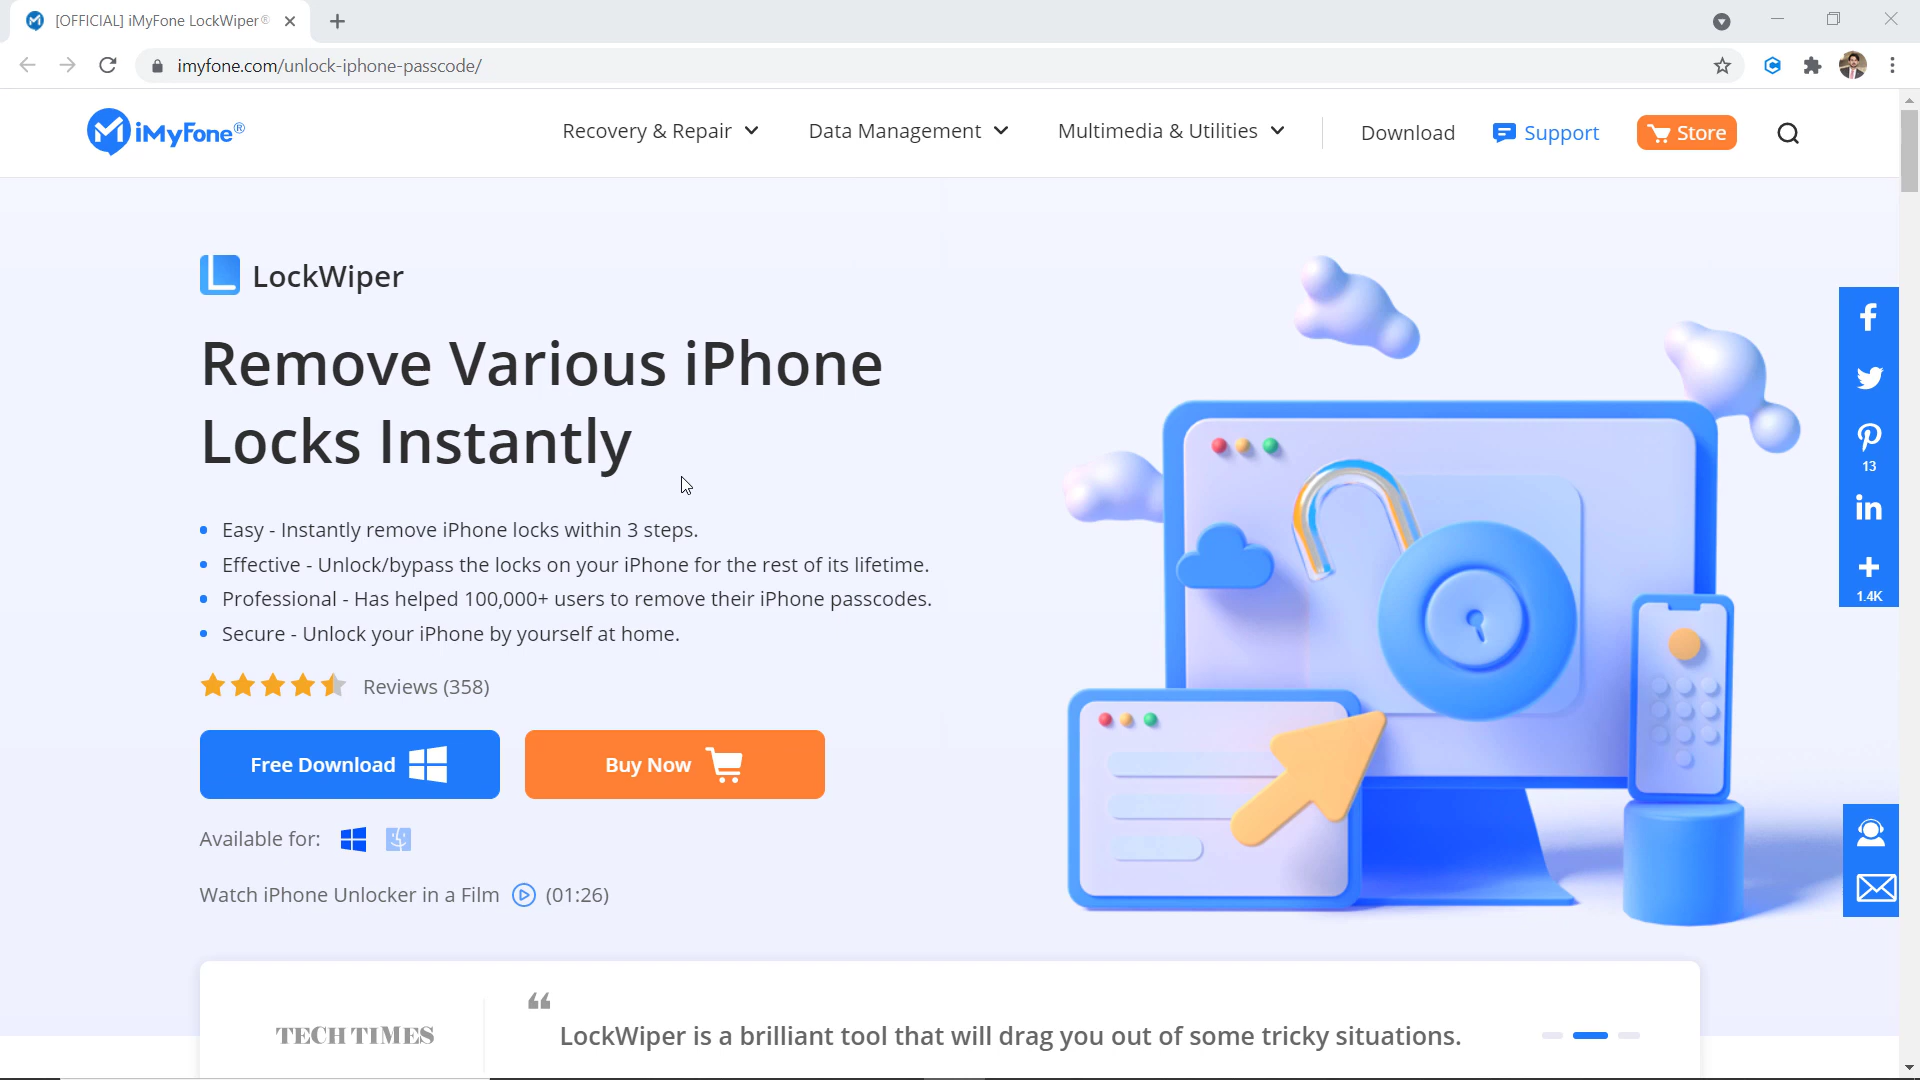 [OFFICIAL] iMyFone LockWiper®
imyfone.com/unlock-iphone-passcode/
iMyFone®
Recovery & Repair
Data Management
Multimedia & Utilities
Download
Support
Store
LockWiper
Remove Various iPhone
Locks Instantly
Easy - Instantly remove iPhone locks within 3 steps.
Effective - Unlock/bypass the locks on your iPhone for the rest of its lifetime.
Professional - Has helped 100,000+ users to remove their iPhone passcodes.
Secure - Unlock your iPhone by yourself at home.
Reviews (358)
Free Download
Buy Now
Available for:
Watch iPhone Unlocker in a Film (01:26)
13
1.4K
TECH TIMES
“
LockWiper is a brilliant tool that will drag you out of some tricky situations.